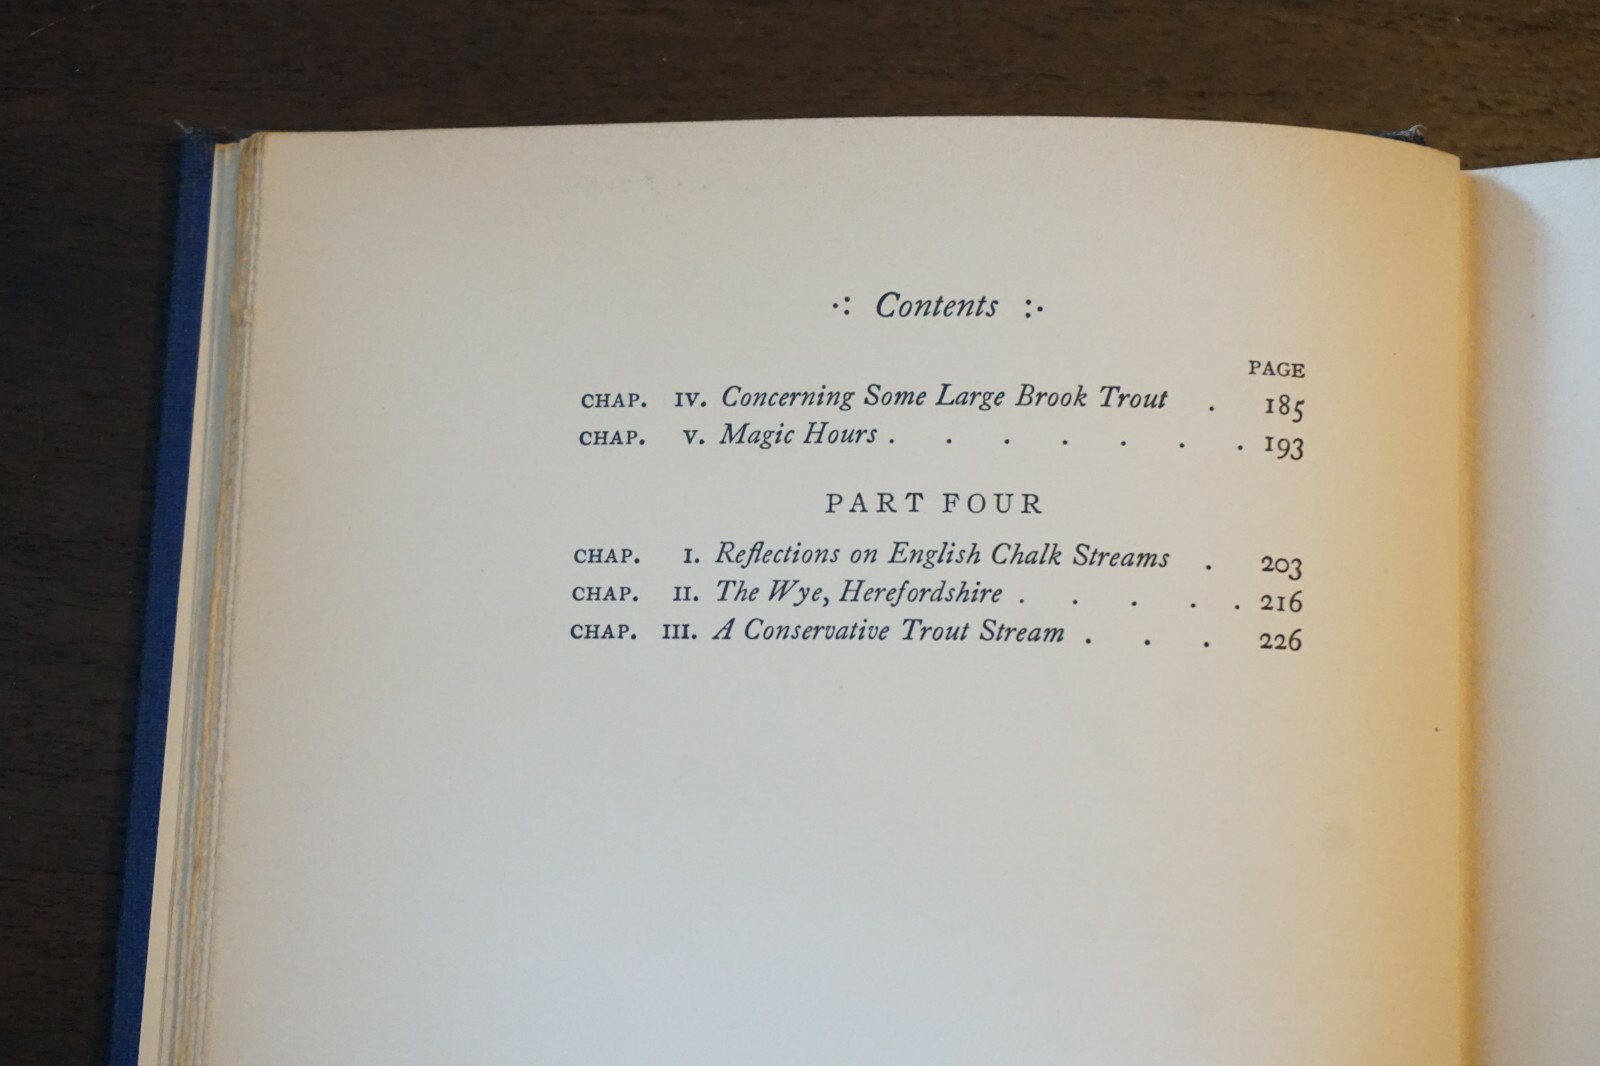 ·: Contents :·
PAGE
CHAP. IV. Concerning Some Large Brook Trout . 185
CHAP. V. Magic Hours . . . . . . . 193
PART FOUR
CHAP. I. Reflections on English Chalk Streams . 203
CHAP. II. The Wye, Herefordshire . . . . . 216
CHAP. III. A Conservative Trout Stream . . . 226